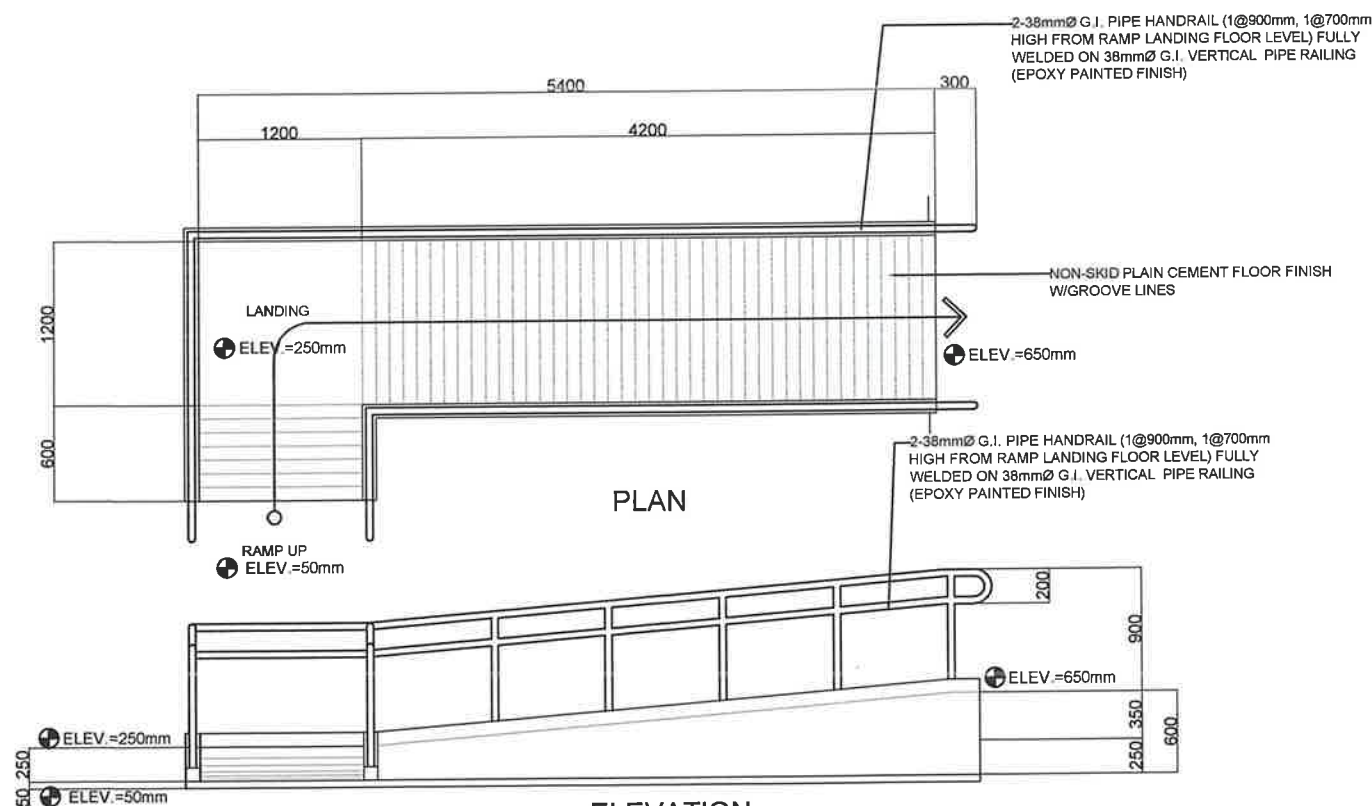 2-38mmØ G.I. PIPE HANDRAIL (1@900mm, 1@700mm
HIGH FROM RAMP LANDING FLOOR LEVEL) FULLY
WELDED ON 38mmØ G.I. VERTICAL PIPE RAILING
(EPOXY PAINTED FINISH)
5400
300
1200
4200
NON-SKID PLAIN CEMENT FLOOR FINISH
W/GROOVE LINES
LANDING
1200
ELEV.=250mm
ELEV.=650mm
600
2-38mmØ G.I. PIPE HANDRAIL (1@900mm, 1@700mm
HIGH FROM RAMP LANDING FLOOR LEVEL) FULLY
WELDED ON 38mmØ G.I. VERTICAL PIPE RAILING
(EPOXY PAINTED FINISH)
PLAN
RAMP UP
ELEV.=50mm
200
900
ELEV.=650mm
350
600
250
ELEV.=250mm
250
50
ELEV.=50mm
ELEVATION